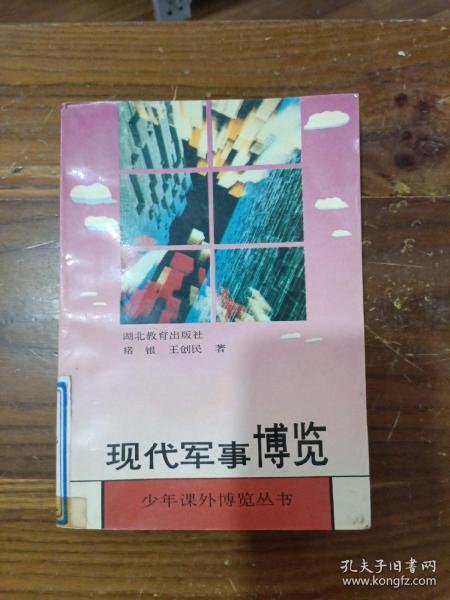 湖北教育出版社
褚银 王创民 著
现代军事博览
少年课外博览丛书
孔夫子旧书网
www.kongfz.com